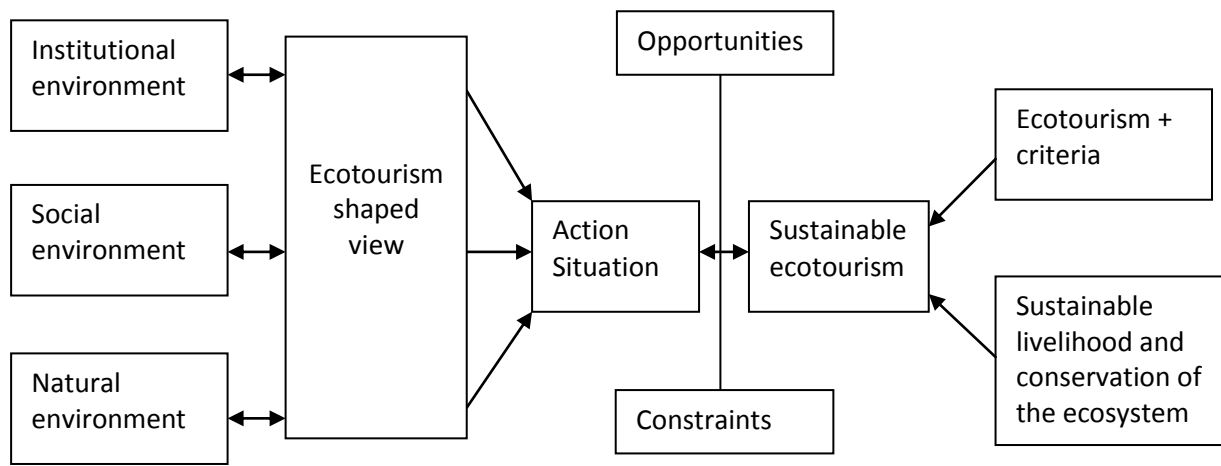 Institutional
environment
Social
environment
Natural
environment
Ecotourism
shaped
view
Action
Situation
Opportunities
Constraints
Sustainable
ecotourism
Ecotourism +
criteria
Sustainable
livelihood and
conservation of
the ecosystem